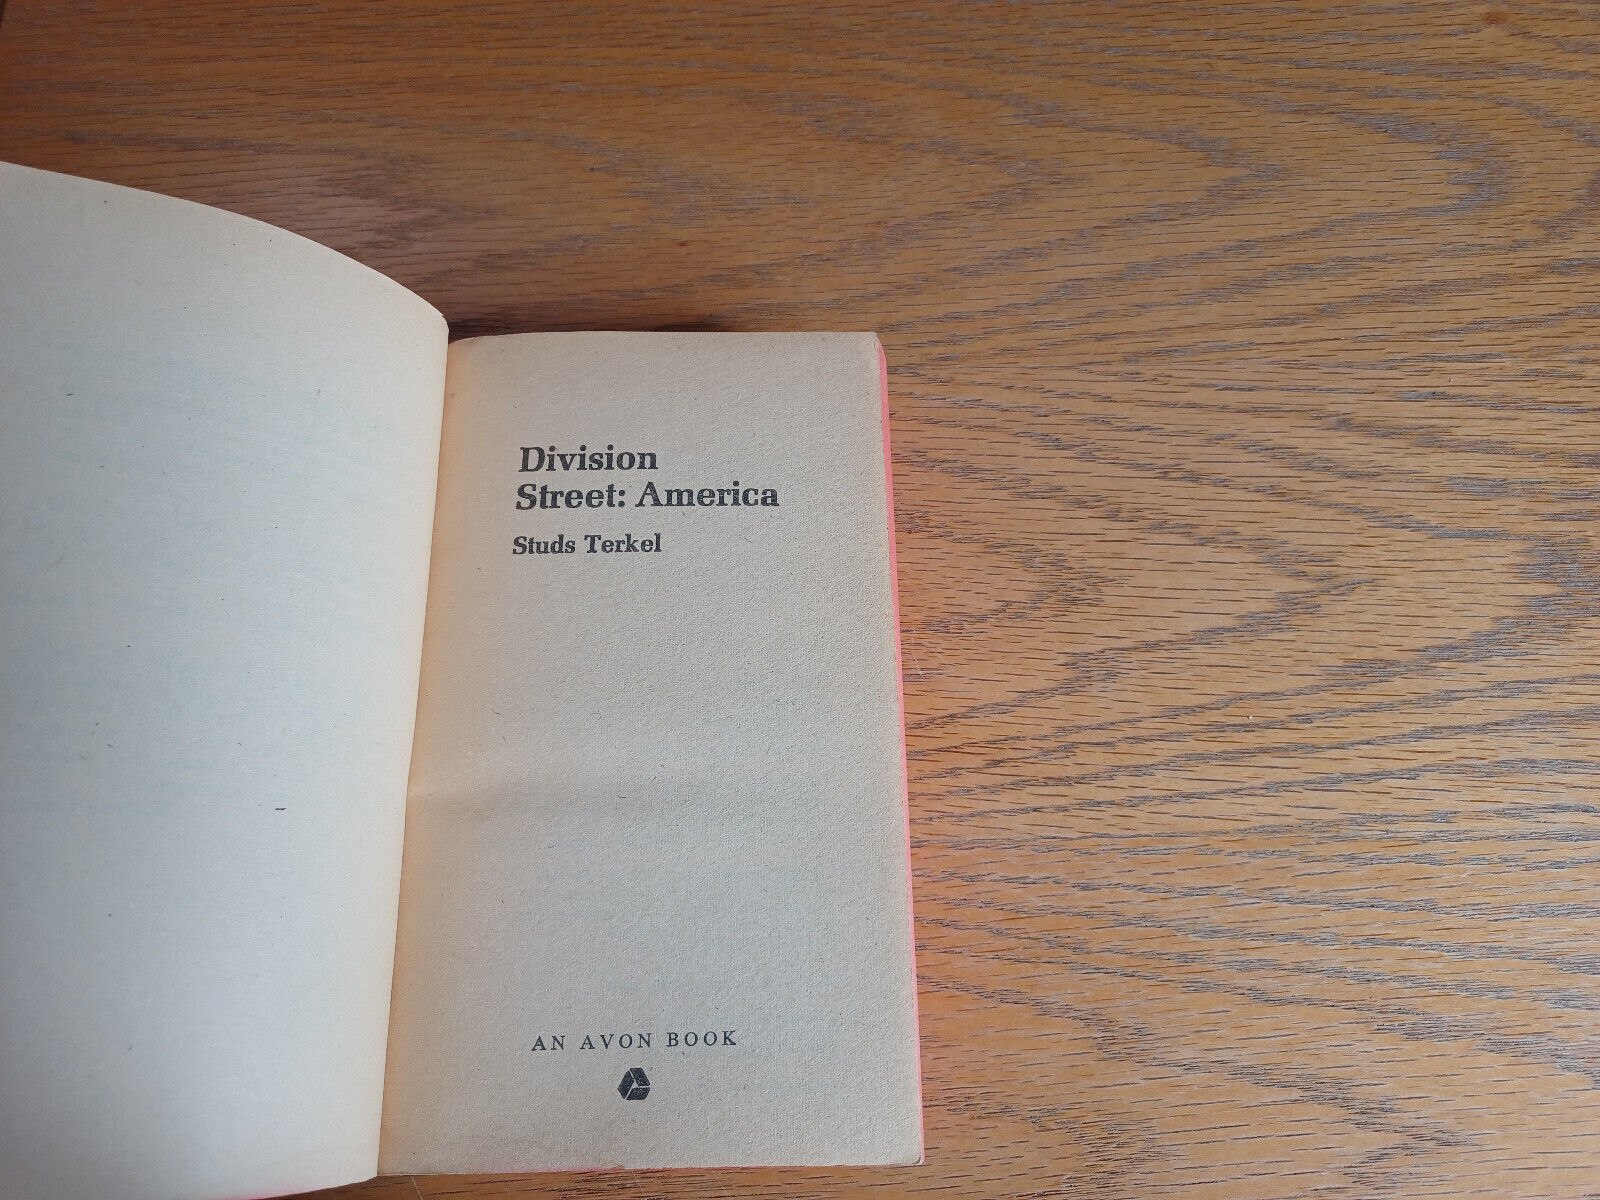 Division
Street: America
Studs Terkel
AN AVON BOOK